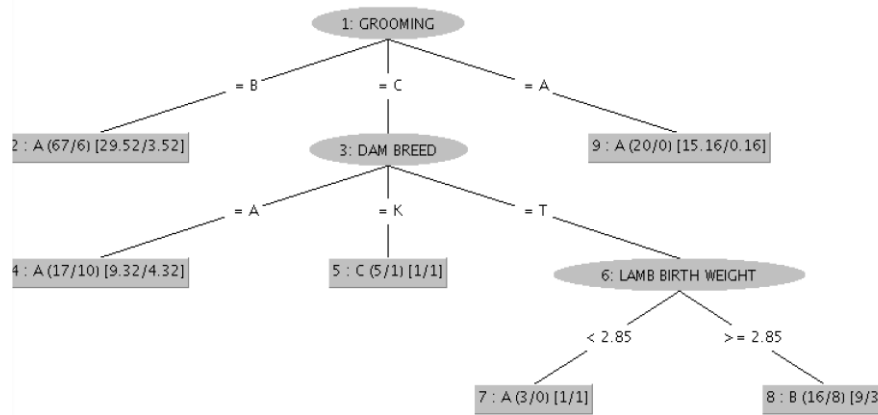 1: GROOMING
= B
= C
= A
2 : A (67/6) [29.52/3.52]
3: DAM BREED
9 : A (20/0) [15.16/0.16]
= A
= K
= T
4 : A (17/10) [9.32/4.32]
5 : C (5/1) [1/1]
6: LAMB BIRTH WEIGHT
< 2.85
>= 2.85
7 : A (3/0) [1/1]
8 : B (16/8) [9/3